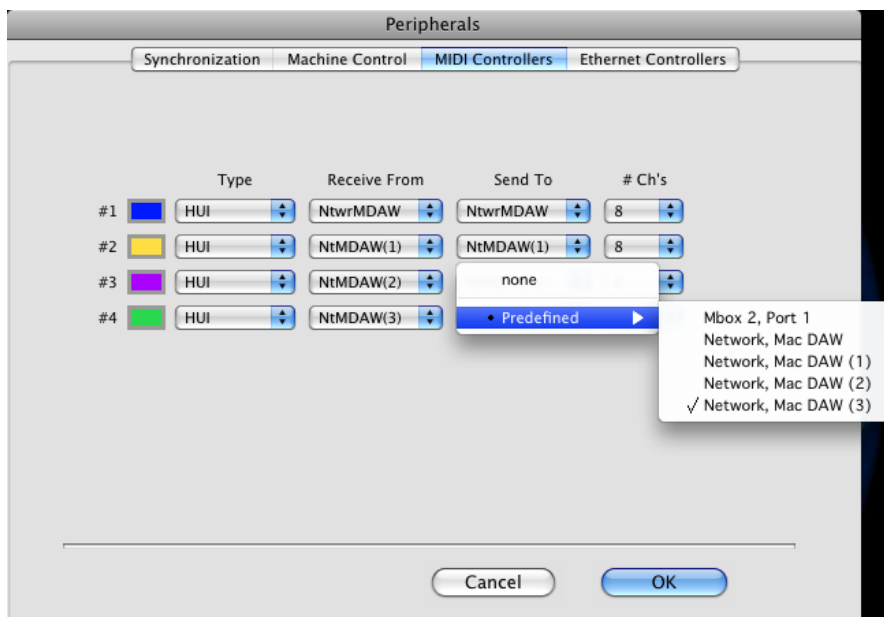 Peripherals
Synchronization Machine Control MIDI Controllers Ethernet Controllers
Type Receive From Send To # Ch's
#1 HUI NtwrMDAW NtwrMDAW 8
#2 HUI NtMDAW(1) NtMDAW(1) 8
#3 HUI NtMDAW(2) none
#4 HUI NtMDAW(3) Predefined Mbox 2, Port 1
Network, Mac DAW
Network, Mac DAW (1)
Network, Mac DAW (2)
Network, Mac DAW (3)
Cancel OK